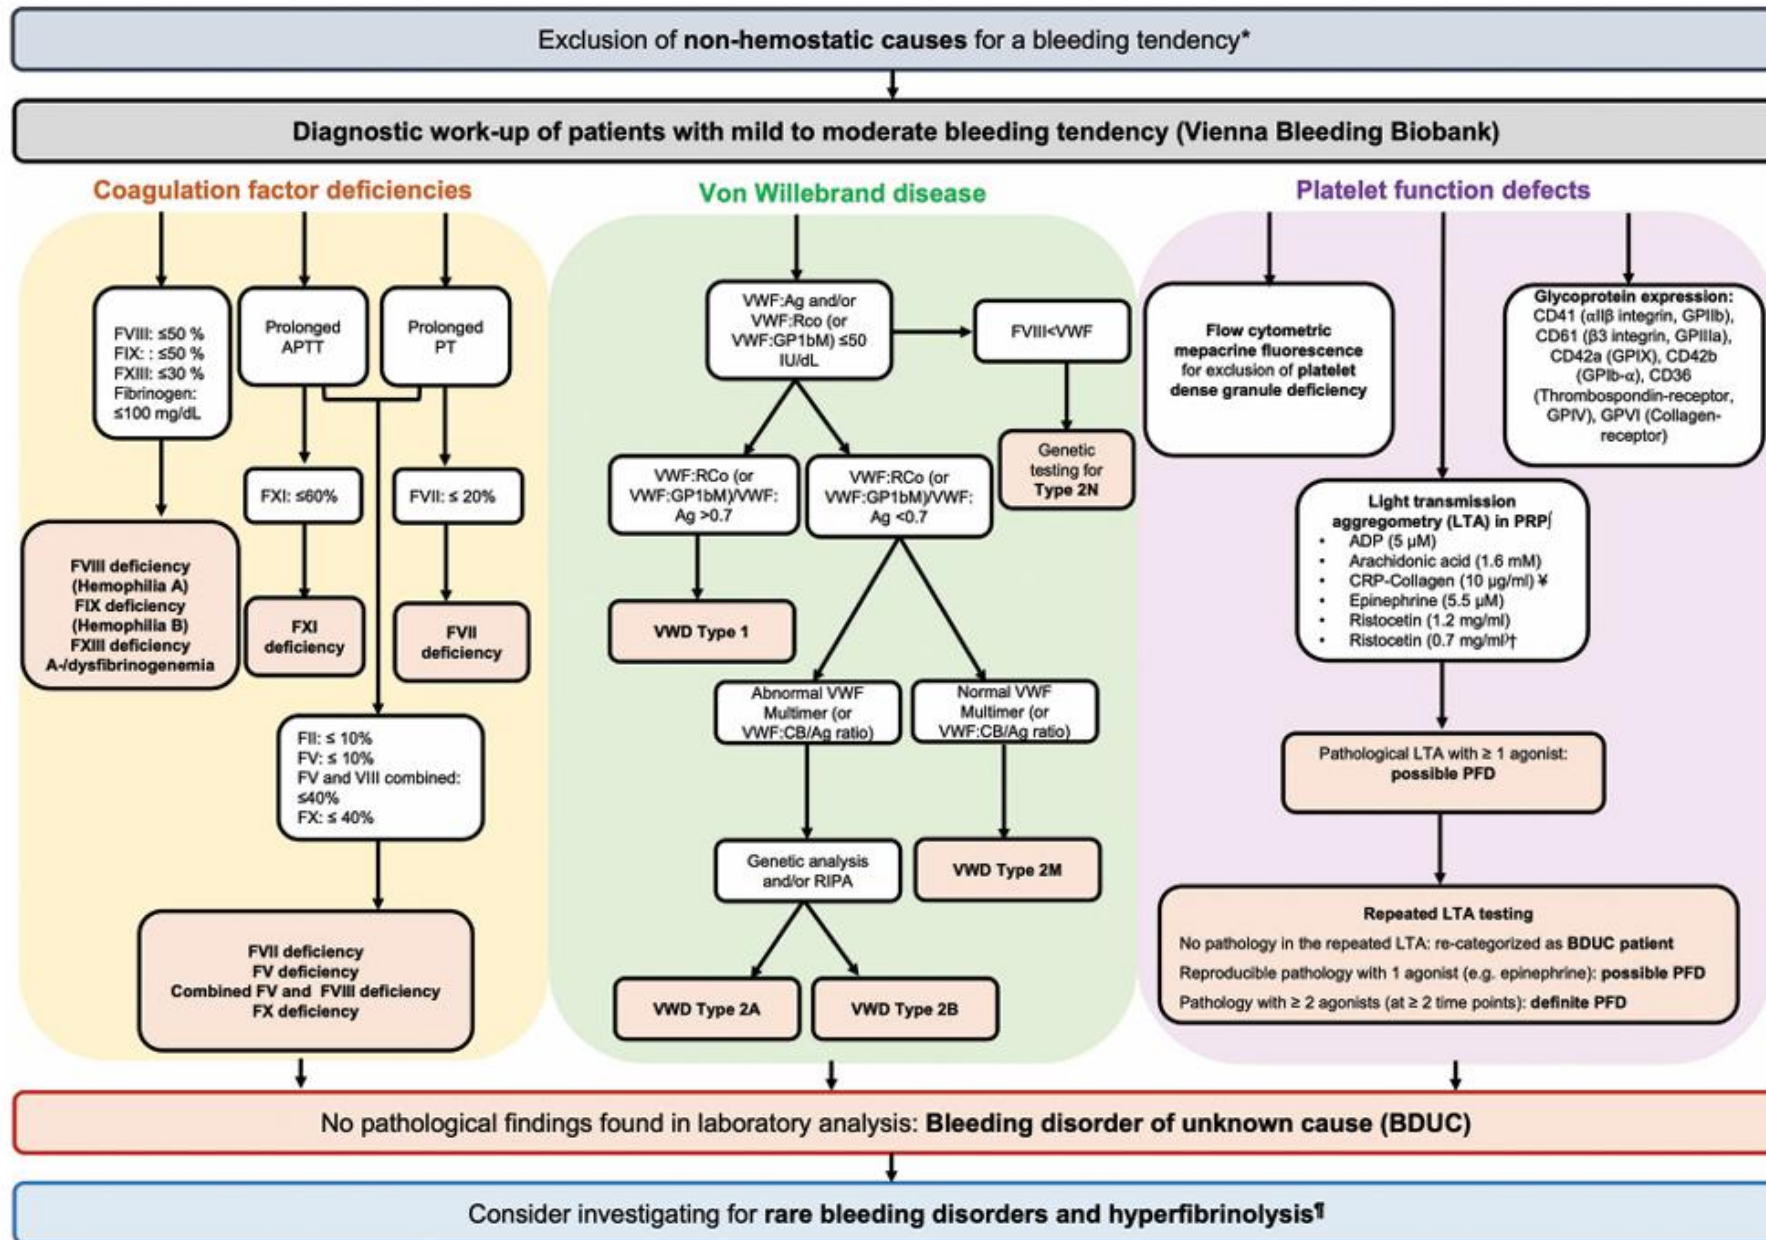 Exclusion of non-hemostatic causes for a bleeding tendency*
Diagnostic work-up of patients with mild to moderate bleeding tendency (Vienna Bleeding Biobank)
Coagulation factor deficiencies
FVIII: ≤50 %
FIX: : ≤50 %
FXIII: ≤30 %
Fibrinogen:
≤100 mg/dL
Prolonged
APTT
Prolonged
PT
FXI: ≤60%
FVII: ≤ 20%
FVIII deficiency
(Hemophilia A)
FIX deficiency
(Hemophilia B)
FXIII deficiency
A-/dysfibrinogenemia
FXI
deficiency
FVII
deficiency
FII: ≤ 10%
FV: ≤ 10%
FV and VIII combined:
≤40%
FX: ≤ 40%
FVII deficiency
FV deficiency
Combined FV and FVIII deficiency
FX deficiency
Von Willebrand disease
VWF:Ag and/or
VWF:Rco (or
VWF:GP1bM) ≤50
IU/dL
FVIII<VWF
Genetic
testing for
Type 2N
VWF:RCo (or
VWF:GP1bM)/VWF:
Ag >0.7
VWF:RCo (or
VWF:GP1bM)/VWF:
Ag <0.7
VWD Type 1
Abnormal VWF
Multimer (or
VWF:CB/Ag ratio)
Normal VWF
Multimer (or
VWF:CB/Ag ratio)
Genetic analysis
and/or RIPA
VWD Type 2M
VWD Type 2A
VWD Type 2B
Platelet function defects
Flow cytometric
mepacrine fluorescence
for exclusion of platelet
dense granule deficiency
Glycoprotein expression:
CD41 (αIIβ integrin, GPIIb),
CD61 (β3 integrin, GPIIIa),
CD42a (GPIX), CD42b
(GPIb-α), CD36
(Thrombospondin-receptor,
GPIV), GPVI (Collagen-
receptor)
Light transmission
aggregometry (LTA) in PRP∫
• ADP (5 µM)
• Arachidonic acid (1.6 mM)
• CRP-Collagen (10 µg/ml) ¥
• Epinephrine (5.5 µM)
• Ristocetin (1.2 mg/ml)
• Ristocetin (0.7 mg/ml)†
Pathological LTA with ≥ 1 agonist:
possible PFD
Repeated LTA testing
No pathology in the repeated LTA: re-categorized as BDUC patient
Reproducible pathology with 1 agonist (e.g. epinephrine): possible PFD
Pathology with ≥ 2 agonists (at ≥ 2 time points): definite PFD
No pathological findings found in laboratory analysis: Bleeding disorder of unknown cause (BDUC)
Consider investigating for rare bleeding disorders and hyperfibrinolysis¶